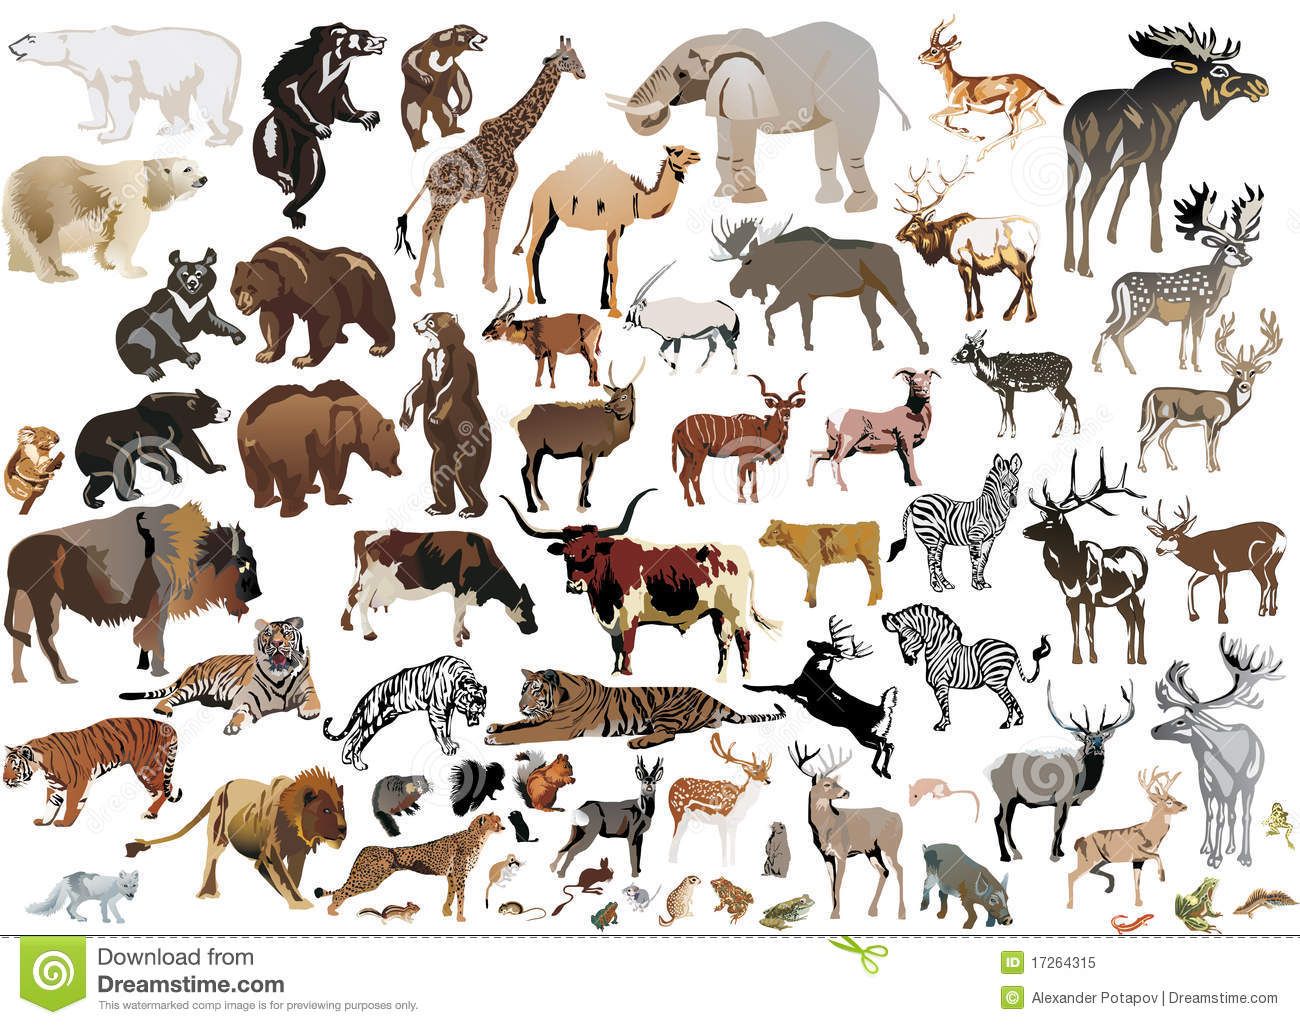 Download from
Dreamstime.com
This watermarked comp image is for previewing purposes only.
ID 17264315
© Alexander Potapov | Dreamstime.com